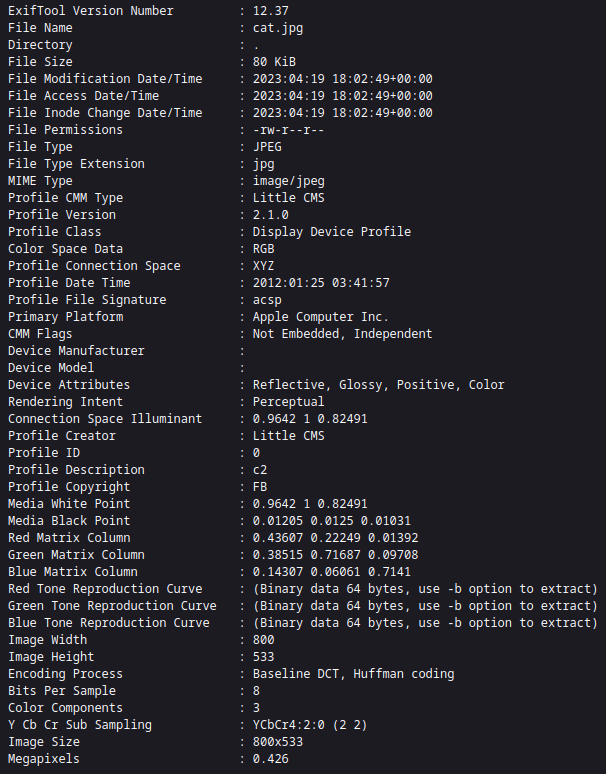 ExifTool Version Number : 12.37
File Name : cat.jpg
Directory : .
File Size : 80 KiB
File Modification Date/Time : 2023:04:19 18:02:49+00:00
File Access Date/Time : 2023:04:19 18:02:49+00:00
File Inode Change Date/Time : 2023:04:19 18:02:49+00:00
File Permissions : -rw-r--r--
File Type : JPEG
File Type Extension : jpg
MIME Type : image/jpeg
Profile CMM Type : Little CMS
Profile Version : 2.1.0
Profile Class : Display Device Profile
Color Space Data : RGB
Profile Connection Space : XYZ
Profile Date Time : 2012:01:25 03:41:57
Profile File Signature : acsp
Primary Platform : Apple Computer Inc.
CMM Flags : Not Embedded, Independent
Device Manufacturer :
Device Model :
Device Attributes : Reflective, Glossy, Positive, Color
Rendering Intent : Perceptual
Connection Space Illuminant : 0.9642 1 0.82491
Profile Creator : Little CMS
Profile ID : 0
Profile Description : c2
Profile Copyright : FB
Media White Point : 0.9642 1 0.82491
Media Black Point : 0.01205 0.0125 0.01031
Red Matrix Column : 0.43607 0.22249 0.01392
Green Matrix Column : 0.38515 0.71687 0.09708
Blue Matrix Column : 0.14307 0.06061 0.7141
Red Tone Reproduction Curve : (Binary data 64 bytes, use -b option to extract)
Green Tone Reproduction Curve : (Binary data 64 bytes, use -b option to extract)
Blue Tone Reproduction Curve : (Binary data 64 bytes, use -b option to extract)
Image Width : 800
Image Height : 533
Encoding Process : Baseline DCT, Huffman coding
Bits Per Sample : 8
Color Components : 3
Y Cb Cr Sub Sampling : YCbCr4:2:0 (2 2)
Image Size : 800x533
Megapixels : 0.426